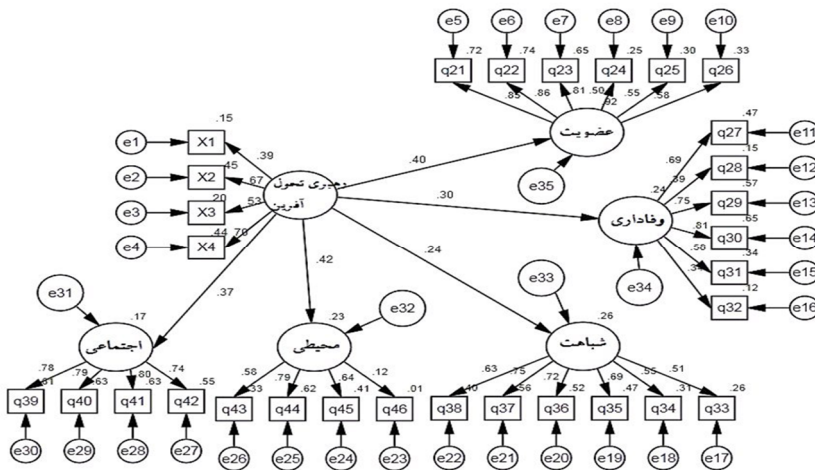 e5 e6 e7 e8 e9 e10
.72 .74 .65 .25 .30 .33
q21 q22 q23 q24 q25 q26
.85 .86 .81 .50 .92 .55 .58
عضویت
e35
.47
q27 e11
.15
q28 e12
.57
q29 e13
.65
q30 e14
.34
q31 e15
.12
q32 e16
.69 .39 .75 .81 .58
.24
وفاداری
e34
.15
e1 X1 .39
.45
e2 X2 .67
.20
e3 X3 .53
.44
e4 X4 .70
رهبری تحول
آفرین
.40
.30
.24
.42
.37
e31
.17
اجتماعی
e32
.23
محیطی
e33
.26
شباهت
.78 .79 .80 .74
.61 .63 .63 .55
q39 q40 q41 q42
e30 e29 e28 e27
.58 .79 .64 .12
.33 .62 .41 .01
q43 q44 q45 q46
e26 e25 e24 e23
.63 .75 .72 .69 .55 .51
.40 .56 .52 .47 .31 .26
q38 q37 q36 q35 q34 q33
e22 e21 e20 e19 e18 e17